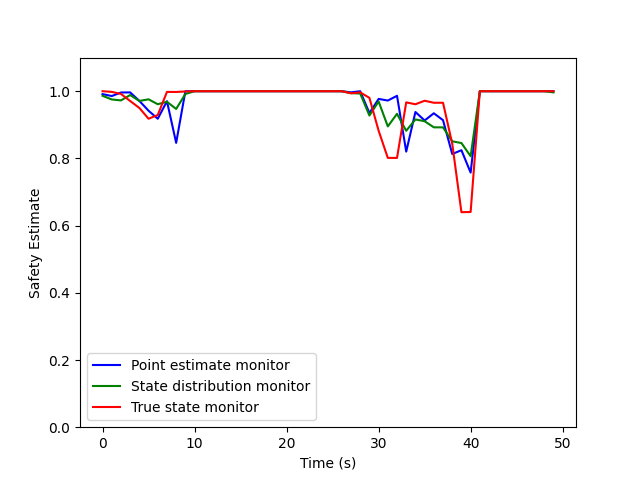 1.0
0.8
0.6
0.4
0.2
0.0
Safety Estimate
Point estimate monitor
State distribution monitor
True state monitor
0 10 20 30 40 50
Time (s)